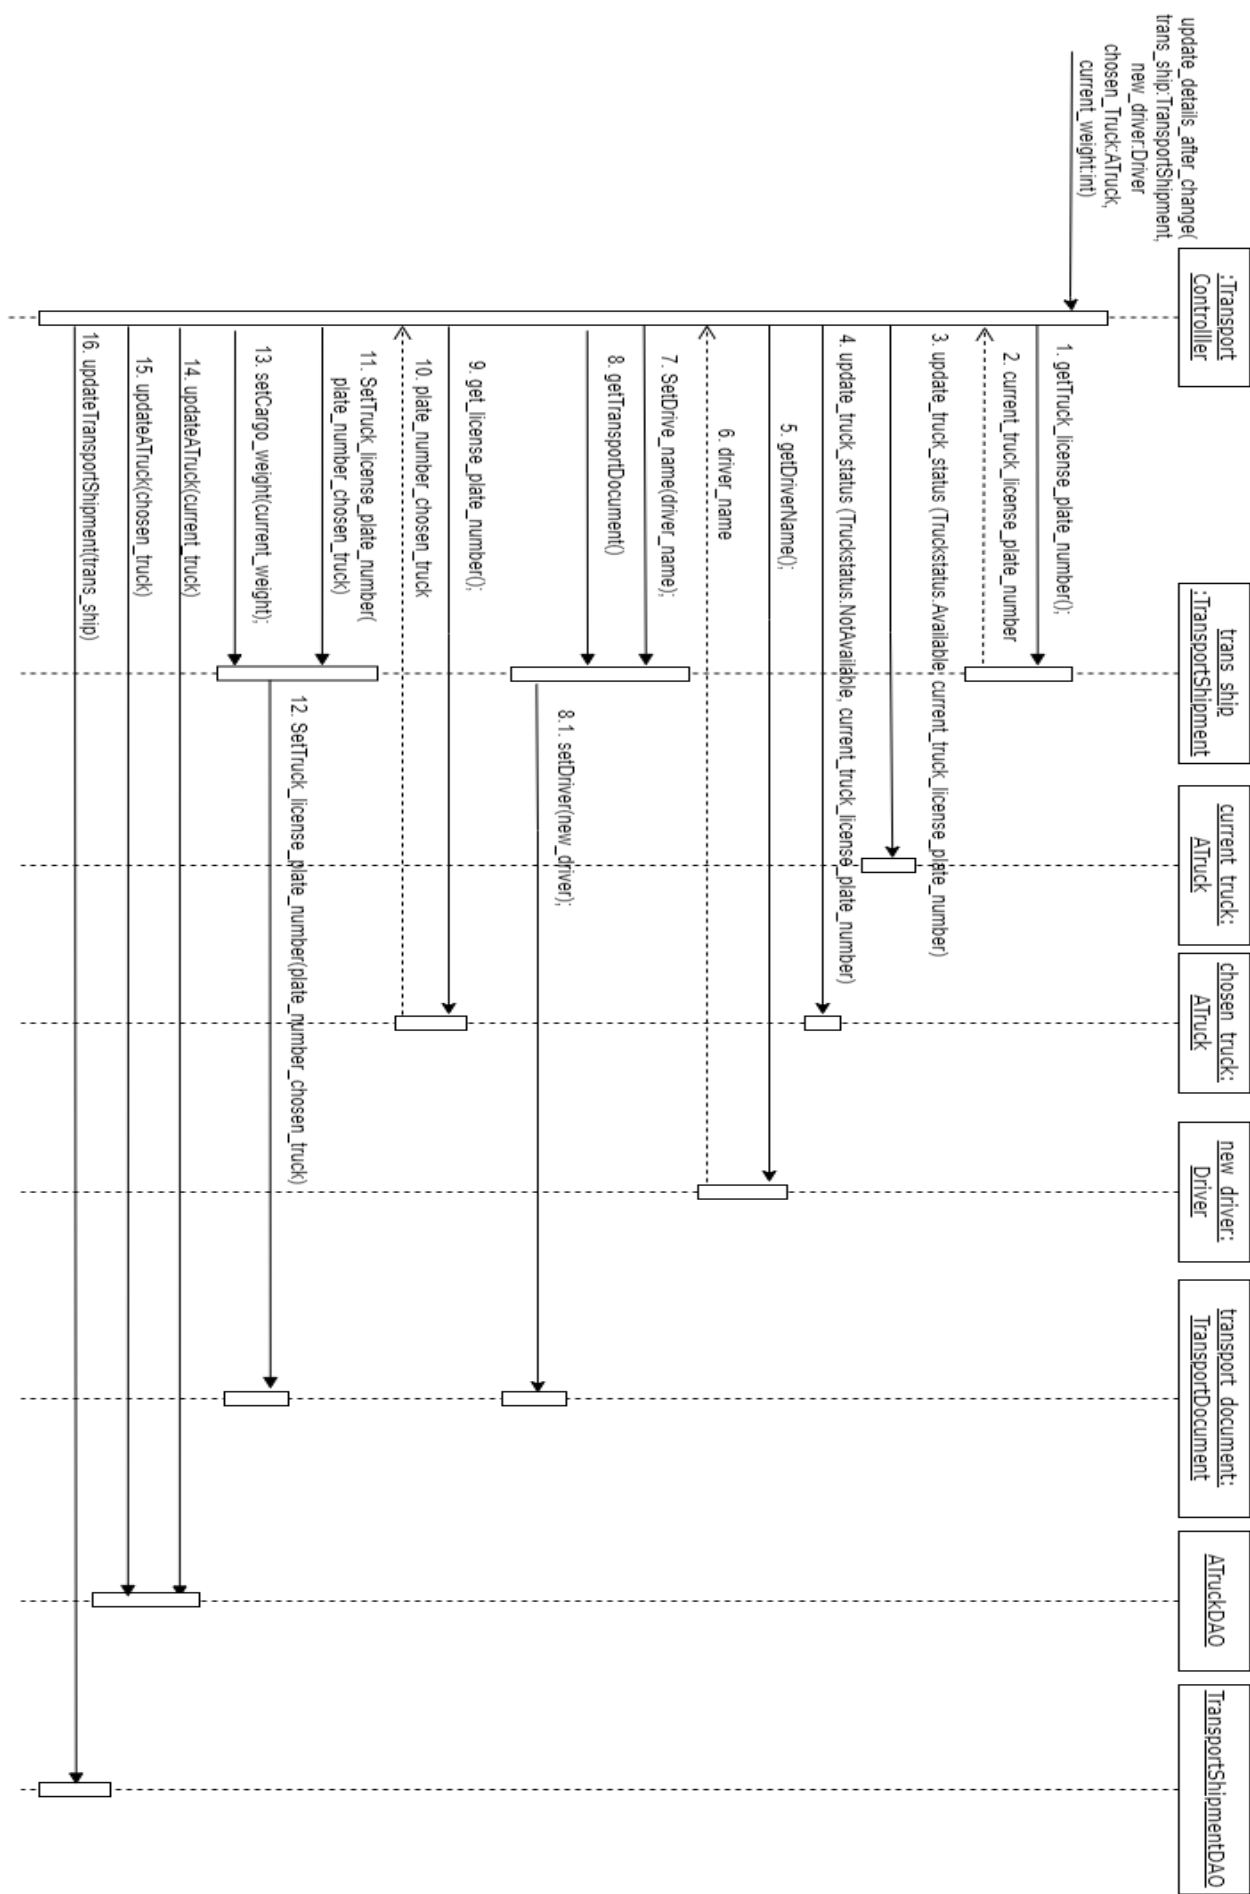 update_details_after_change(
trans_ship:TransportShipment,
new_driver:Driver
chosen_Truck:ATruck,
current_weight:int)
:Transport
Controlller
trans_ship
:TransportShipment
current_truck:
ATruck
chosen_truck:
ATruck
new_driver:
Driver
transport_document:
TransportDocument
ATruckDAO
TransportShipmentDAO
1. getTruck_license_plate_number();
2. current_truck_license_plate_number
3. update_truck_status (Truckstatus.Available, current_truck_license_plate_number)
4. update_truck_status (Truckstatus.NotAvailable, current_truck_license_plate_number)
5. getDriverName();
6. driver_name
7. SetDrive_name(driver_name);
8. getTransportDocument()
8.1. setDriver(new_driver);
9. get_license_plate_number();
10. plate_number_chosen_truck
11. SetTruck_license_plate_number(
plate_number_chosen_truck)
12. SetTruck_license_plate_number(plate_number_chosen_truck)
13. setCargo_weight(current_weight);
14. updateATruck(current_truck)
15. updateATruck(chosen_truck)
16. updateTransportShipment(trans_ship)